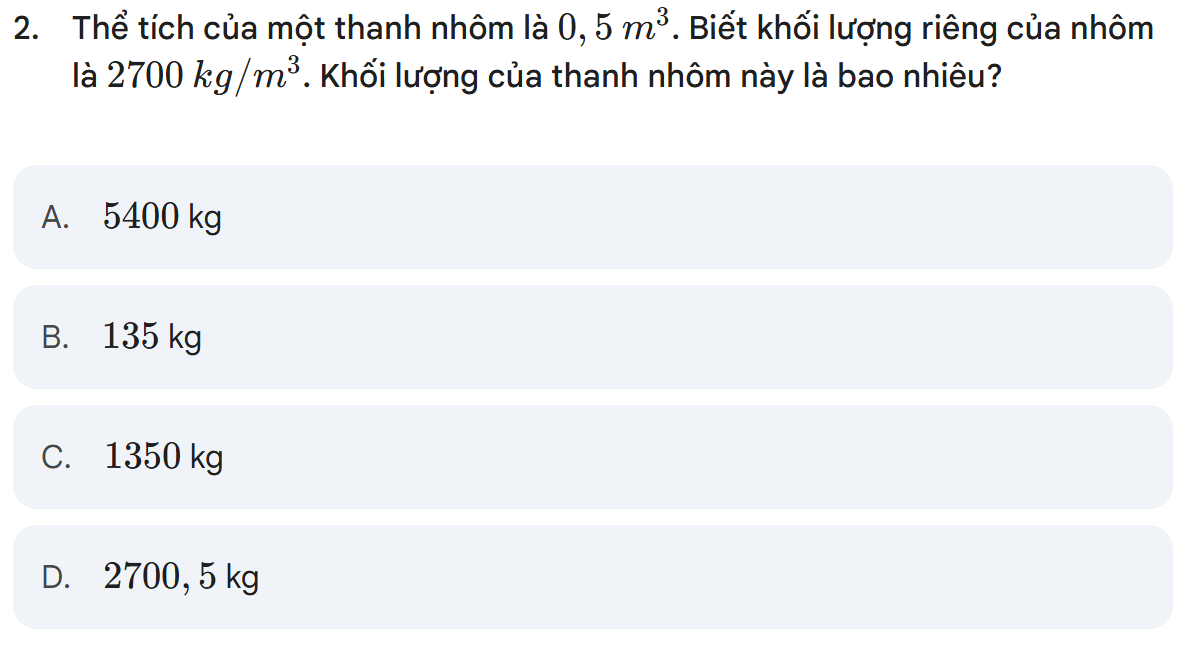 2. Thể tích của một thanh nhôm là 0, 5 m³. Biết khối lượng riêng của nhôm
là 2700 kg/m³. Khối lượng của thanh nhôm này là bao nhiêu?
A. 5400 kg
B. 135 kg
C. 1350 kg
D. 2700, 5 kg